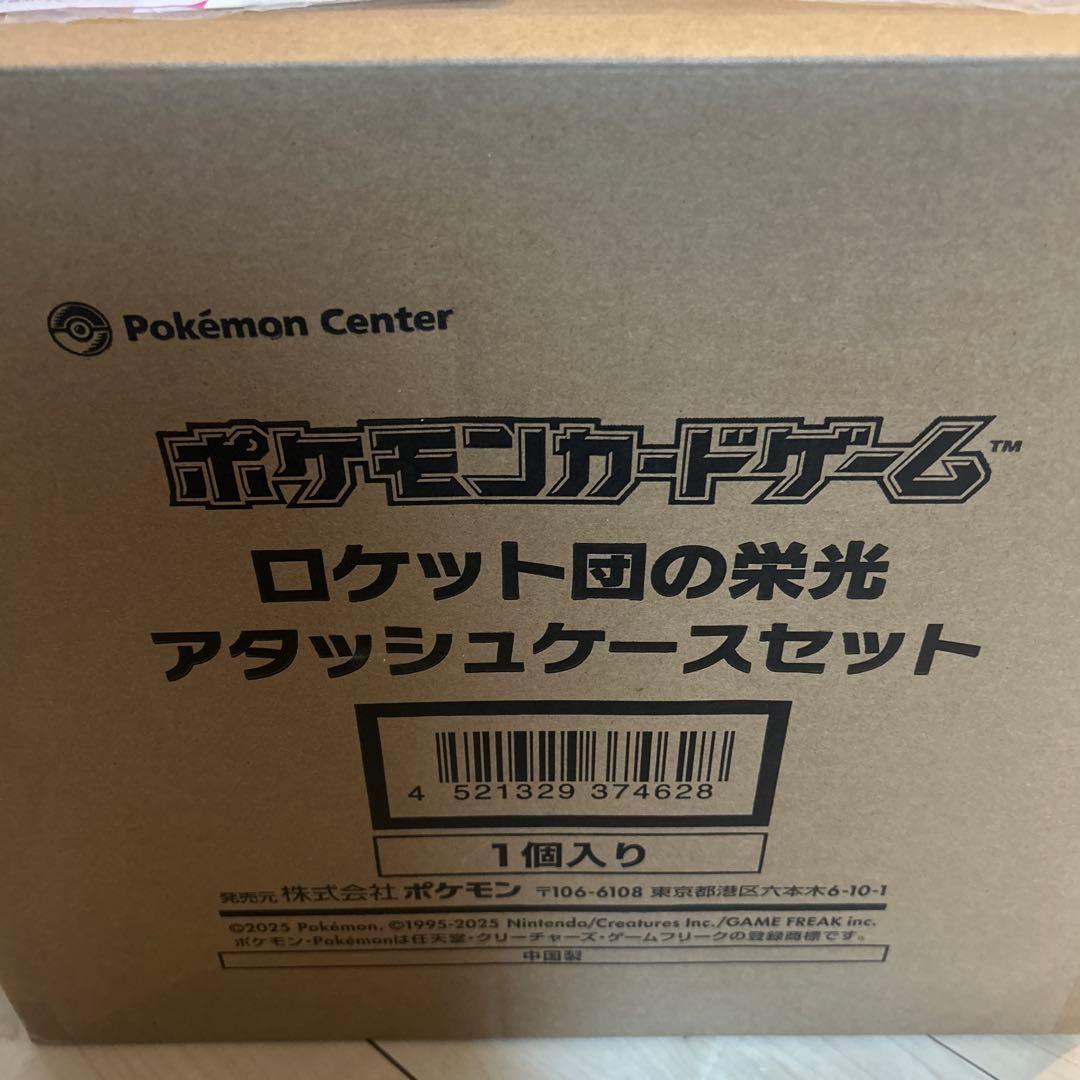 Pokémon Center
ポケモンカードゲーム™
ロケット団の栄光
アタッシュケースセット
4 521329 374628
1個入り
発売元 株式会社 ポケモン 〒106-6108 東京都港区六本木6-10-1
©2025 Pokémon. ©1995-2025 Nintendo/Creatures Inc./GAME FREAK inc.
ポケモン・Pokémonは任天堂・クリーチャーズ・ゲームフリークの登録商標です。
中国製